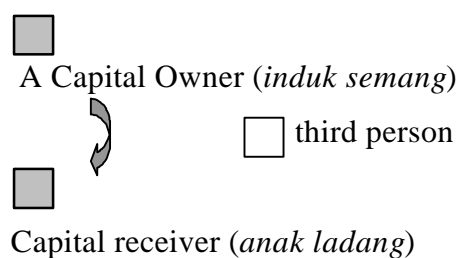 A Capital Owner (induk semang)
third person
Capital receiver (anak ladang)